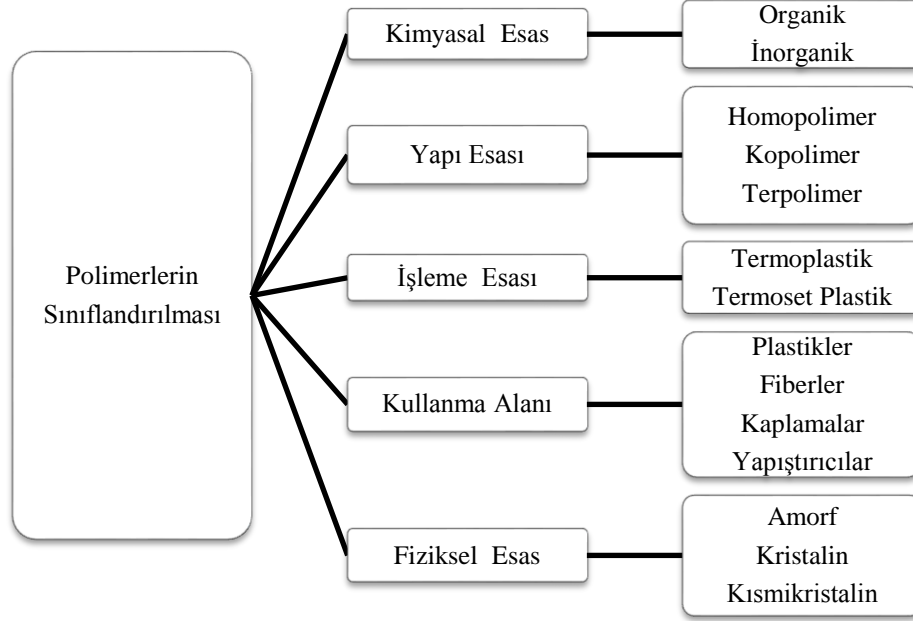 Polimerlerin
Sınıflandırılması
Kimyasal Esas
Organik
İnorganik
Yapı Esası
Homopolimer
Kopolimer
Terpolimer
İşleme Esası
Termoplastik
Termoset Plastik
Kullanma Alanı
Plastikler
Fiberler
Kaplamalar
Yapıştırıcılar
Fiziksel Esas
Amorf
Kristalin
Kısmikristalin